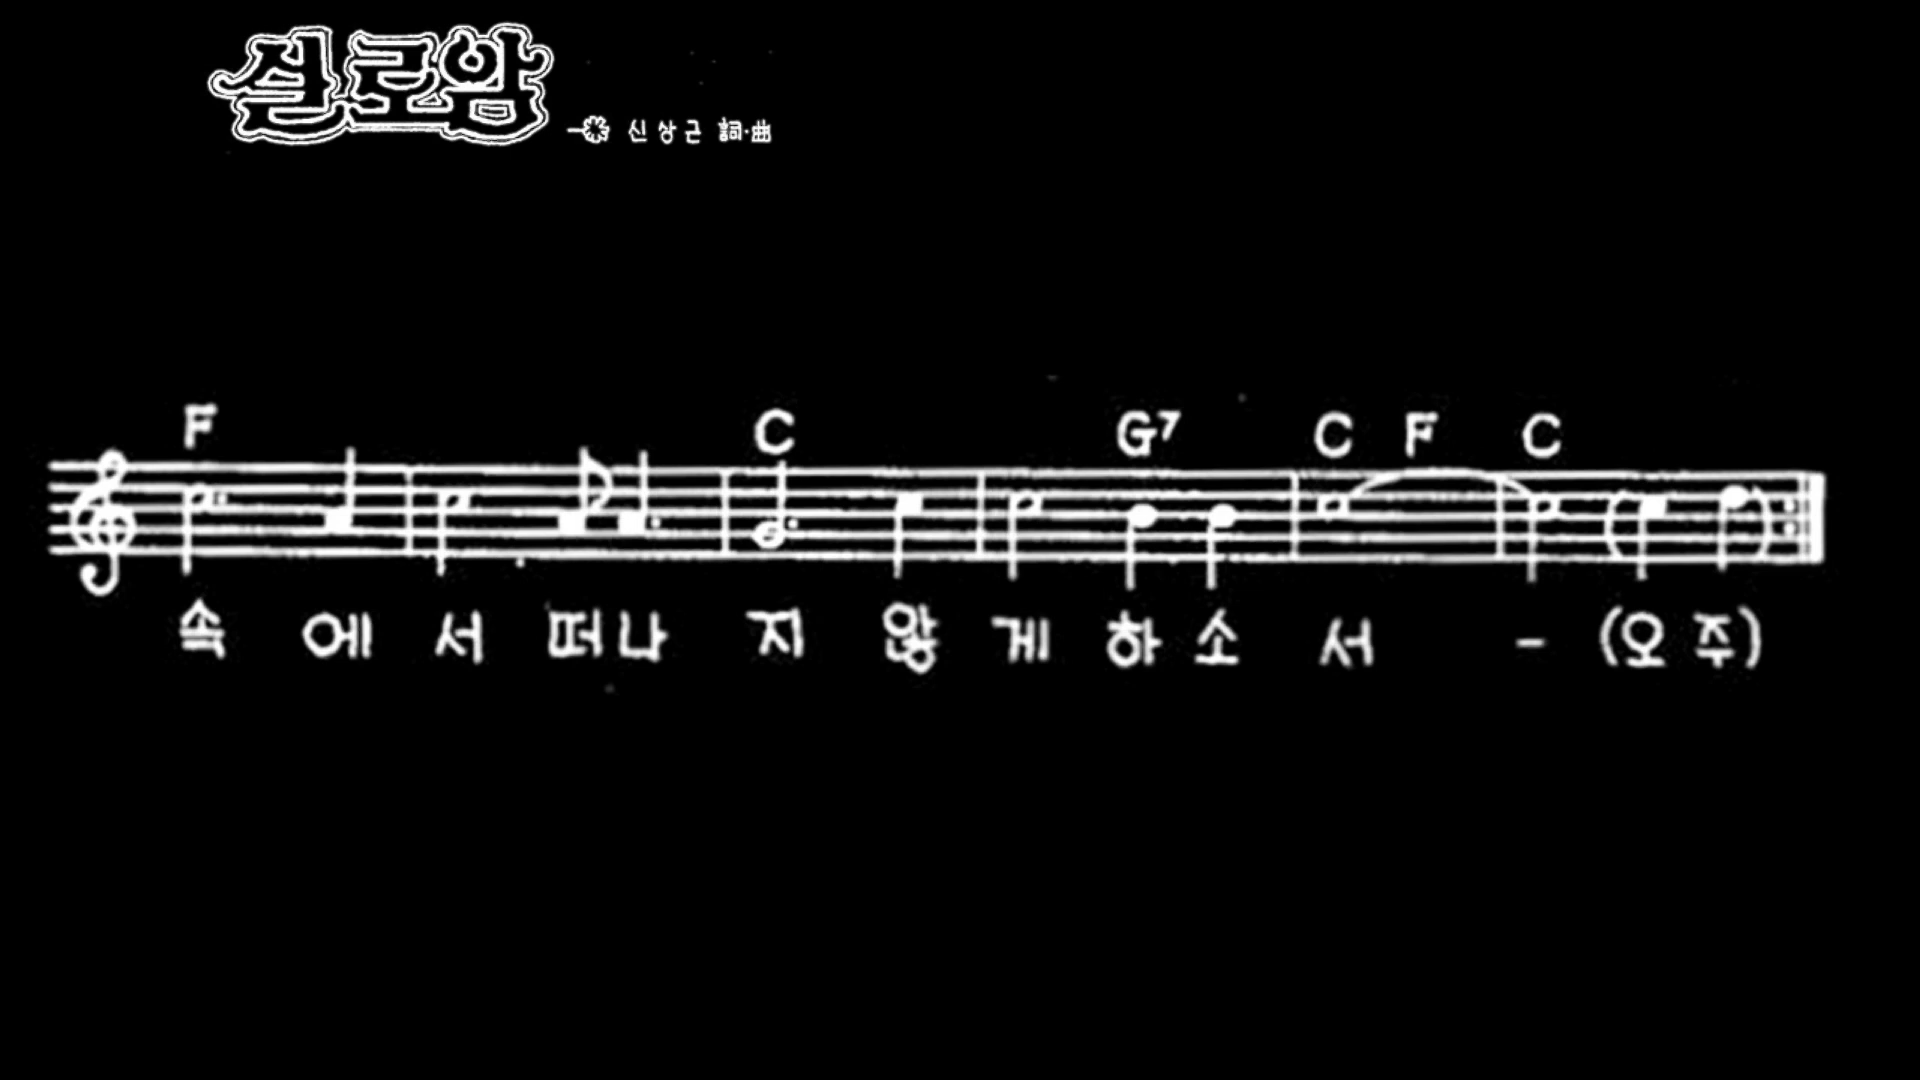 실로암
신상근 詞·曲
F C G7 C F C
속 에 서 떠나 지 않 게 하 소 서 - (오 주)